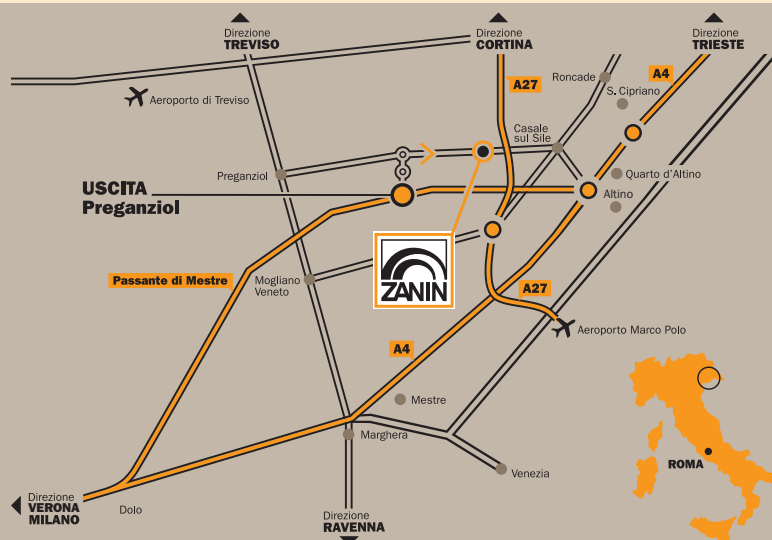 Direzione
TREVISO
Direzione
CORTINA
Direzione
TRIESTE
A27
Roncade
A4
S. Cipriano
Aeroporto di Treviso
Casale
sul Sile
Preganziol
Quarto d'Altino
USCITA
Preganziol
Altino
Passante di Mestre
Mogliano
Veneto
ZANIN
A27
Aeroporto Marco Polo
A4
Mestre
Marghera
ROMA
Venezia
Direzione
VERONA
MILANO
Dolo
Direzione
RAVENNA